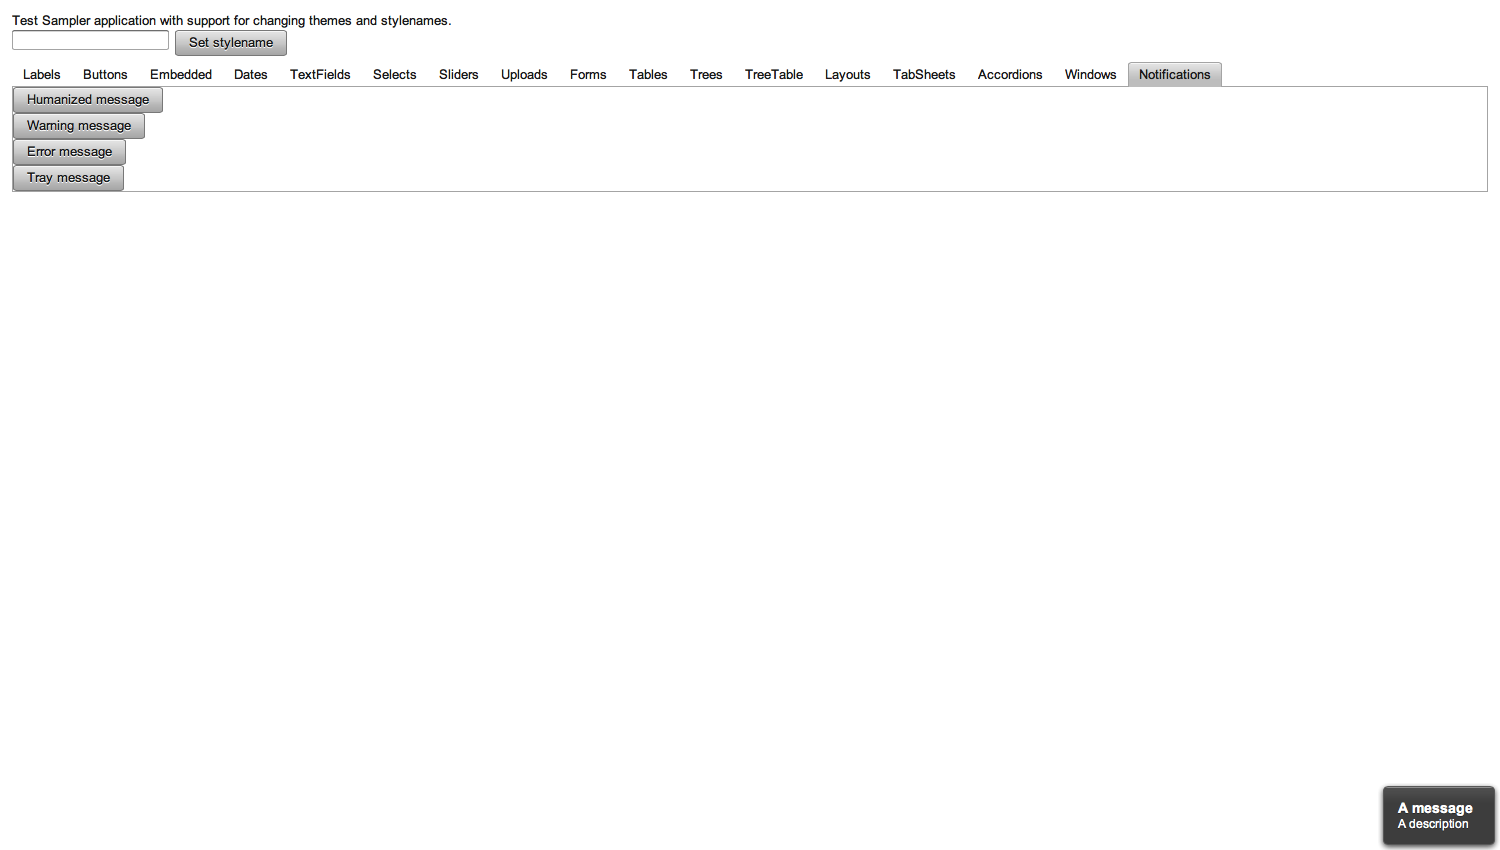 Test Sampler application with support for changing themes and stylenames.
Set stylename
Labels Buttons Embedded Dates TextFields Selects Sliders Uploads Forms Tables Trees TreeTable Layouts TabSheets Accordions Windows Notifications
Humanized message
Warning message
Error message
Tray message
A message
A description